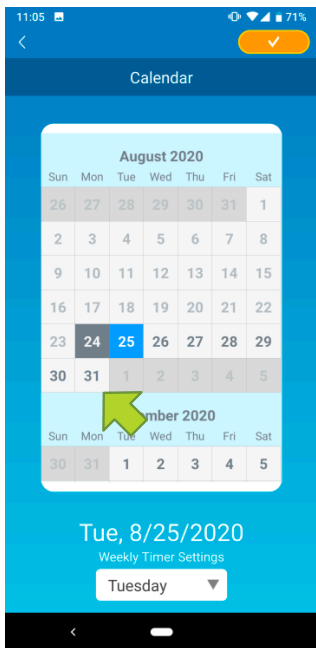 11:05 71%
Calendar
August 2020
Sun Mon Tue Wed Thu Fri Sat
26 27 28 29 30 31 1
2 3 4 5 6 7 8
9 10 11 12 13 14 15
16 17 18 19 20 21 22
23 24 25 26 27 28 29
30 31 1 2 3 4 5
mber 2020
Sun Mon Tue Wed Thu Fri Sat
30 31 1 2 3 4 5
Tue, 8/25/2020
Weekly Timer Settings
Tuesday